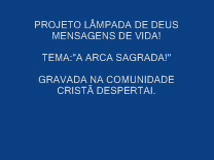 PROJETO LÂMPADA DE DEUS
MENSAGENS DE VIDA!
TEMA:"A ARCA SAGRADA!"
GRAVADA NA COMUNIDADE
CRISTÃ DESPERTAI.